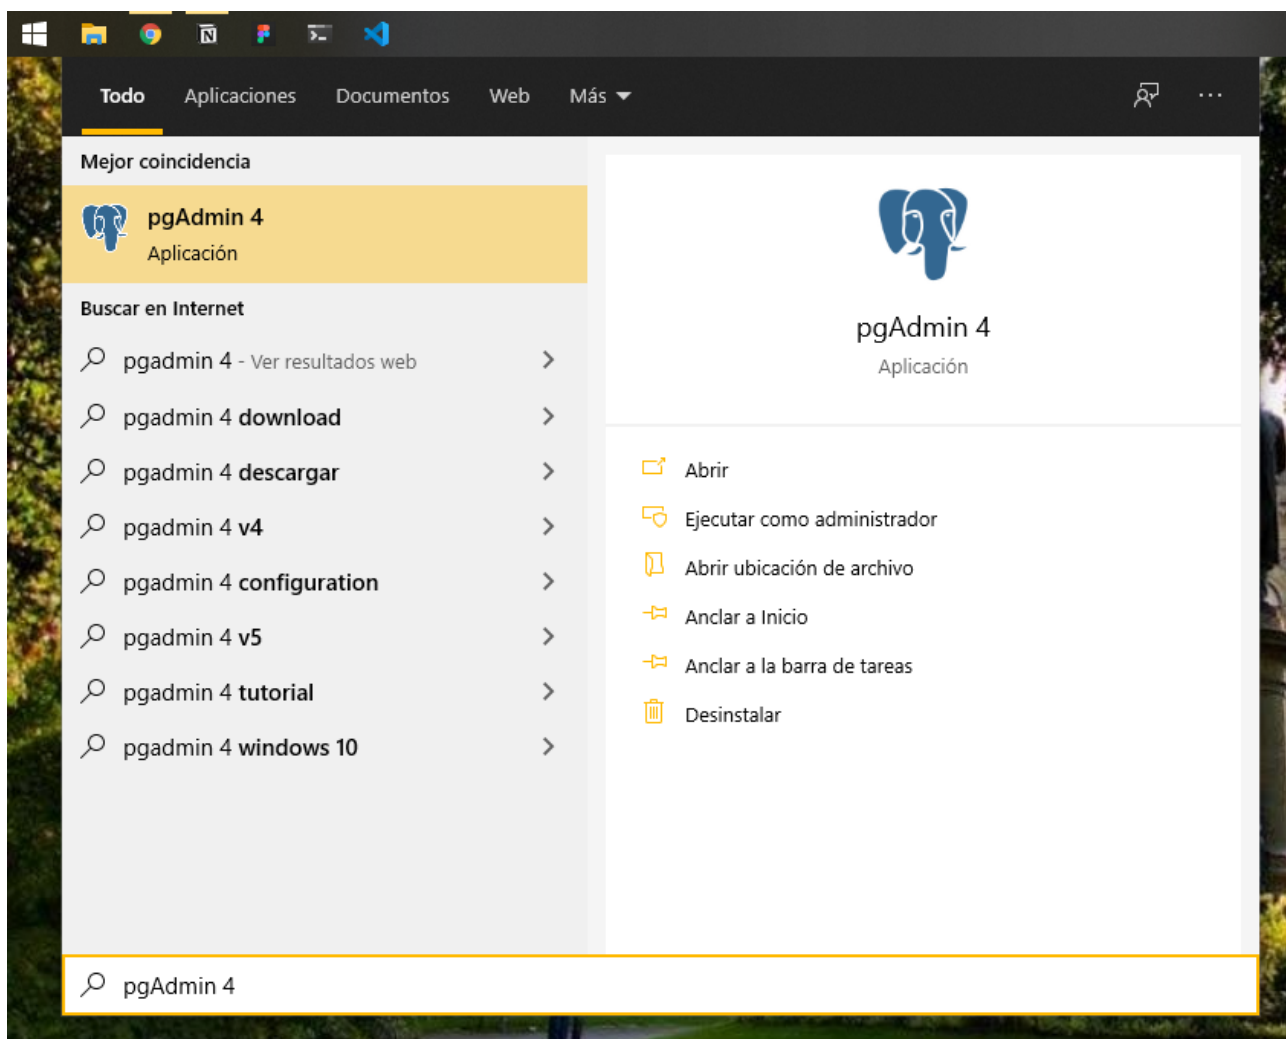 Todo Aplicaciones Documentos Web Más
Mejor coincidencia
pgAdmin 4
Aplicación
Buscar en Internet
pgadmin 4 - Ver resultados web
pgadmin 4 download
pgadmin 4 descargar
pgadmin 4 v4
pgadmin 4 configuration
pgadmin 4 v5
pgadmin 4 tutorial
pgadmin 4 windows 10
pgAdmin 4
Aplicación
Abrir
Ejecutar como administrador
Abrir ubicación de archivo
Anclar a Inicio
Anclar a la barra de tareas
Desinstalar
pgAdmin 4